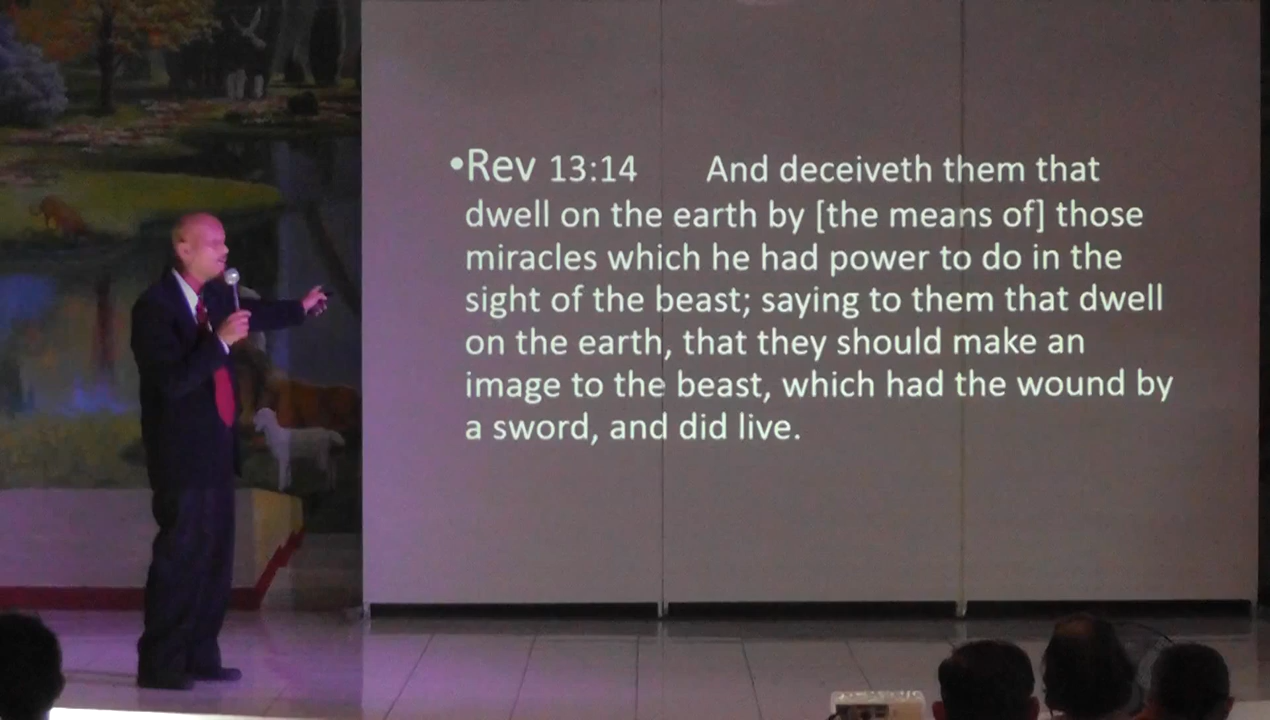 •Rev 13:14 And deceiveth them that
dwell on the earth by [the means of] those
miracles which he had power to do in the
sight of the beast; saying to them that dwell
on the earth, that they should make an
image to the beast, which had the wound by
a sword, and did live.